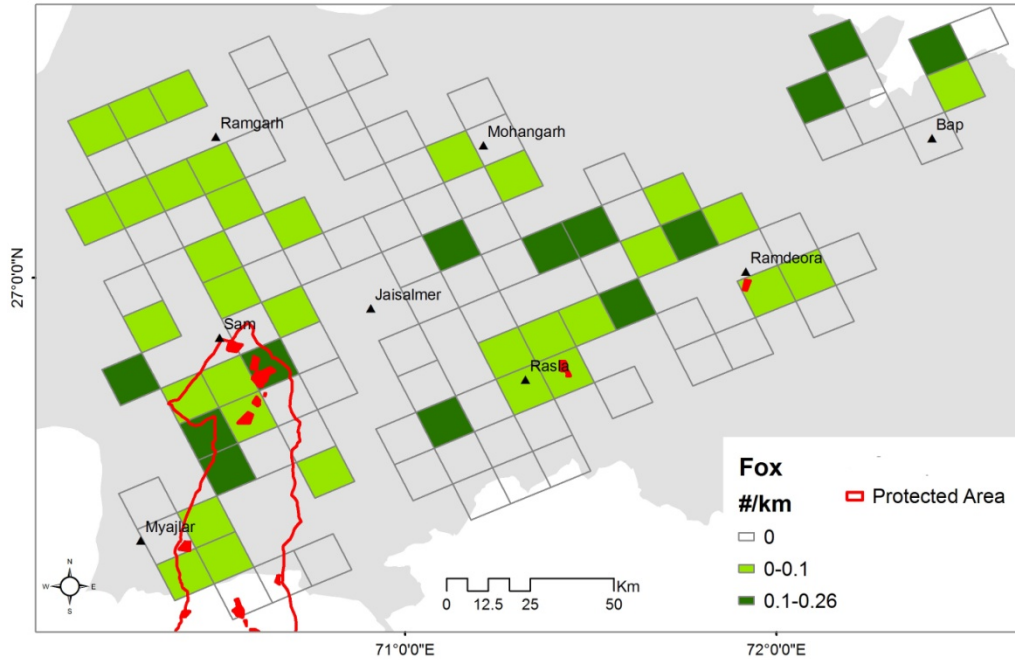 Ramgarh
Mohangarh
Bap
27°0'0"N
Ramdeora
Jaisalmer
Sam
Rasla
Myajlar
N
W E
S
Fox
#/km
Protected Area
0
0-0.1
0.1-0.26
Km
0 12.5 25 50
71°0'0"E 72°0'0"E